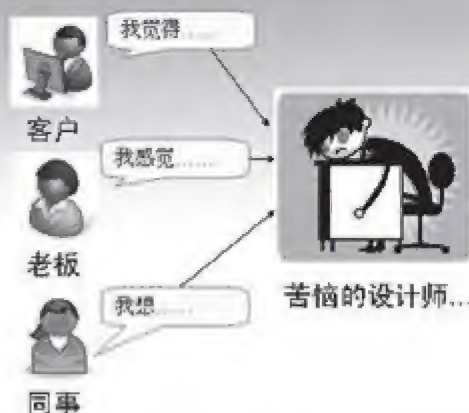 我觉得……
客户
我感觉………
老板
我想……
同事
苦恼的设计师...